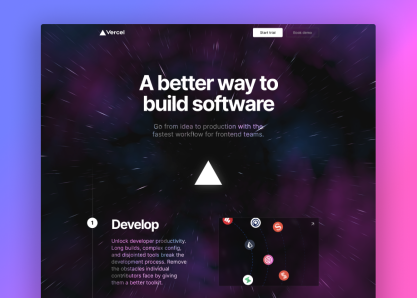 Vercel
Start trial
Book demo
A better way to
build software
Go from idea to production with the
fastest workflow for frontend teams.
1
Develop
Unlock developer productivity.
Long builds, complex config,
and disjointed tools break the
development process. Remove
the obstacles individual
contributors face by giving
them a better toolkit.